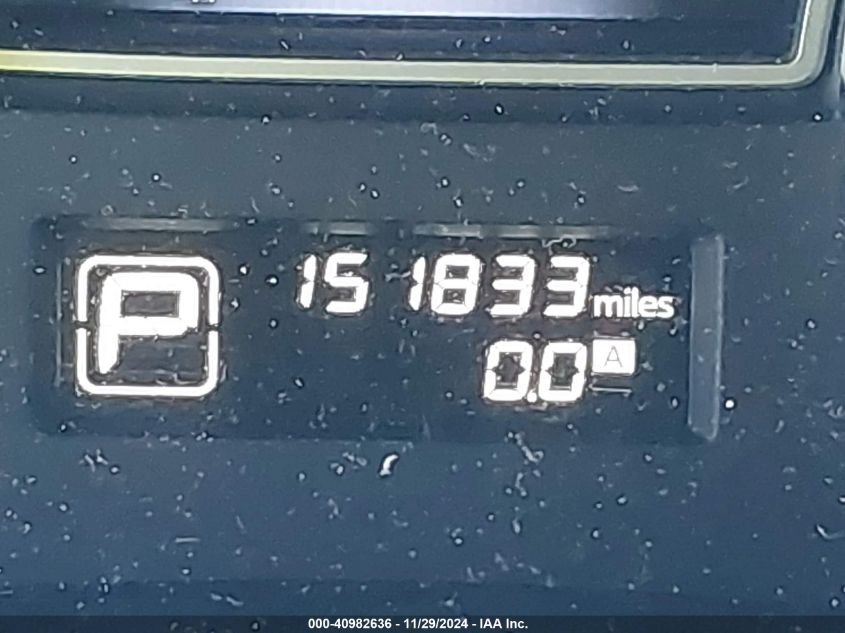 P
151833 miles
0.0 A
000-40982636 - 11/29/2024 - IAA Inc.